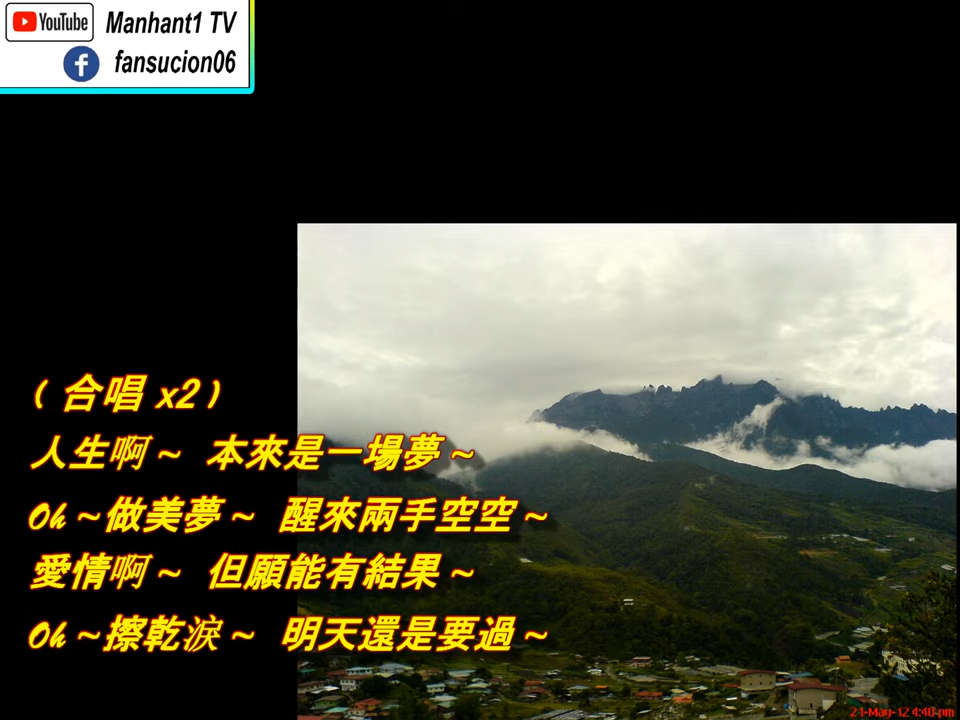 YouTube Manhant1 TV
fansucion06
( 合唱 x2 )
人生啊 ~ 本來是一場夢 ~
Oh ~做美夢 ~ 醒來兩手空空 ~
愛情啊 ~ 但願能有結果 ~
Oh ~擦乾淚 ~ 明天還是要過 ~
21-May-12 4:40 pm